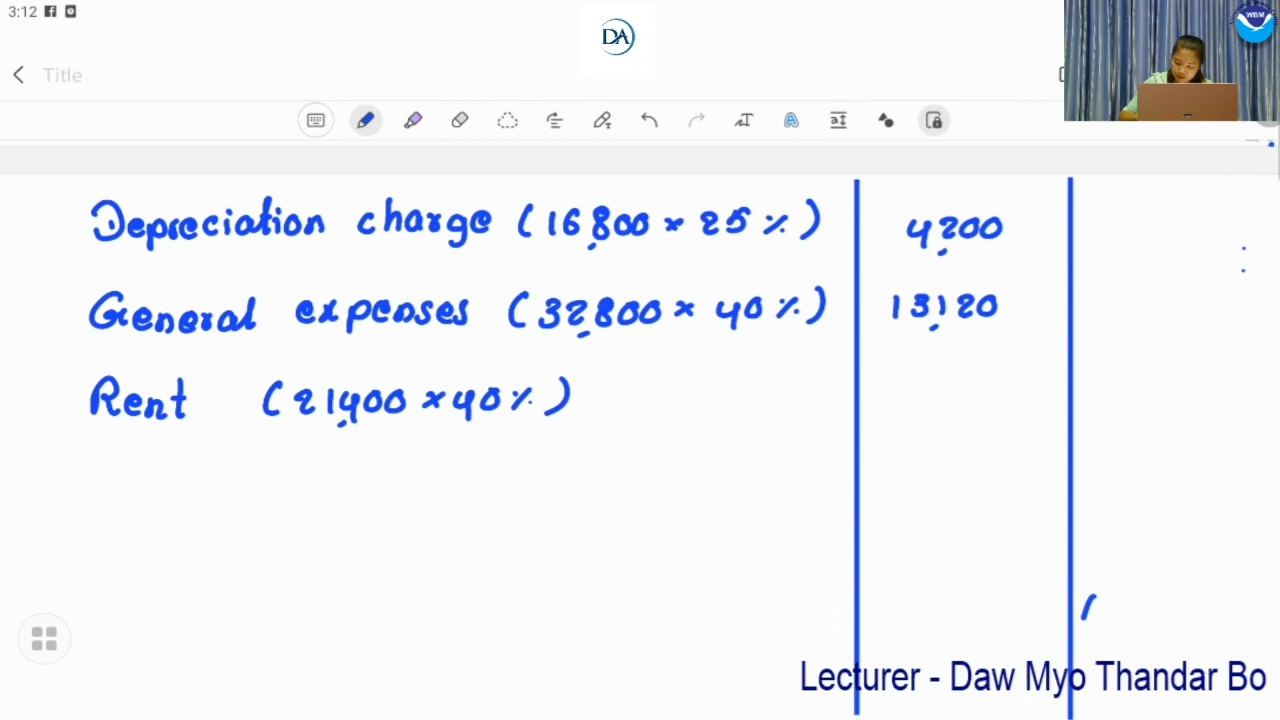 3:12
DA
WBM
Title
Depreciation charge (16,800 × 25%) 4,200
General expenses (32,800 × 40%) 13,120
Rent (21,400 × 40%)
Lecturer - Daw Myo Thandar Bo